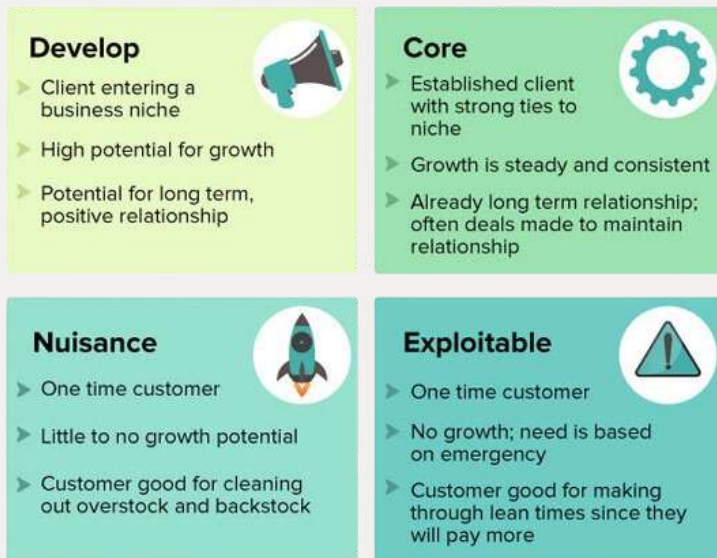 Develop
Client entering a
business niche
High potential for growth
Potential for long term,
positive relationship
Core
Established client
with strong ties to
niche
Growth is steady and consistent
Already long term relationship;
often deals made to maintain
relationship
Nuisance
One time customer
Little to no growth potential
Customer good for cleaning
out overstock and backstock
Exploitable
One time customer
No growth; need is based
on emergency
Customer good for making
through lean times since they
will pay more